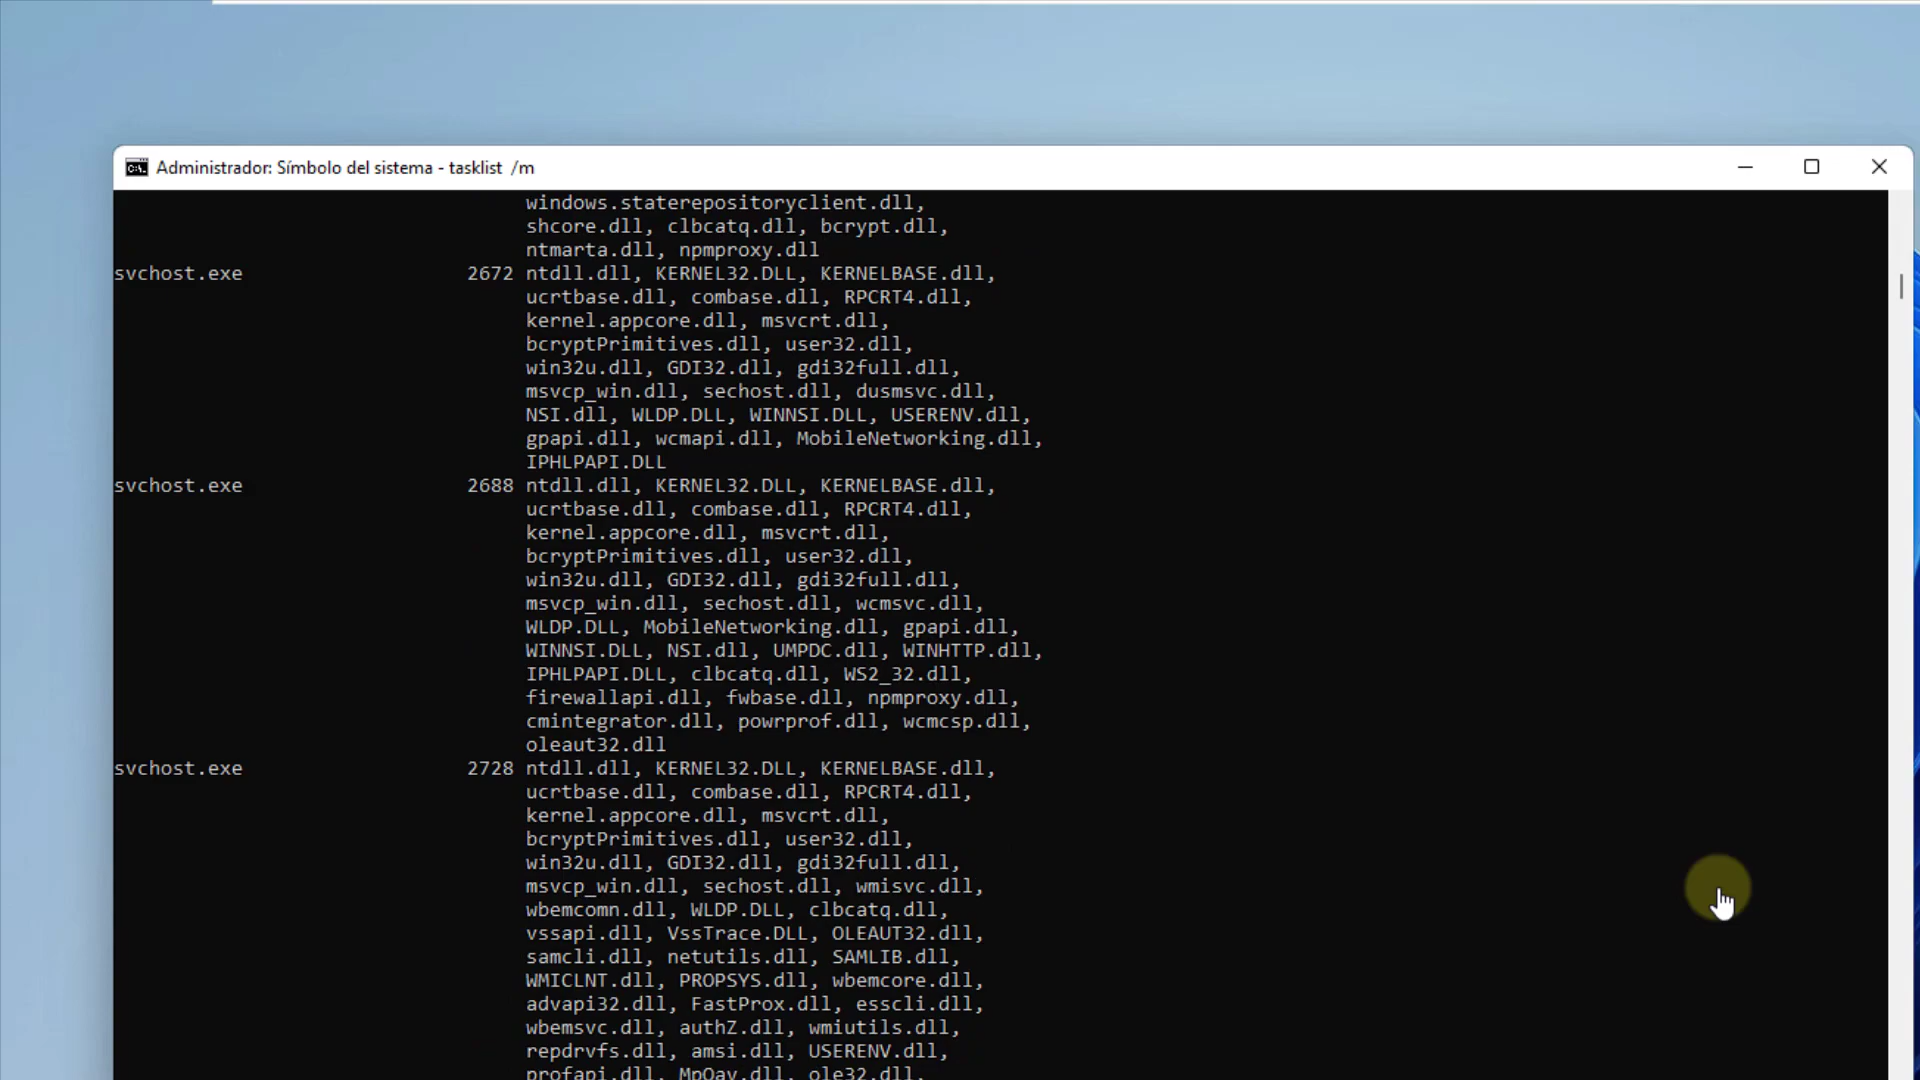 Administrador: Símbolo del sistema - tasklist /m
windows.staterepositoryclient.dll,
shcore.dll, clbcatq.dll, bcrypt.dll,
ntmarta.dll, npmproxy.dll
svchost.exe 2672 ntdll.dll, KERNEL32.DLL, KERNELBASE.dll,
ucrtbase.dll, combase.dll, RPCRT4.dll,
kernel.appcore.dll, msvcrt.dll,
bcryptPrimitives.dll, user32.dll,
win32u.dll, GDI32.dll, gdi32full.dll,
msvcp_win.dll, sechost.dll, dusmsvc.dll,
NSI.dll, WLDP.DLL, WINNSI.DLL, USERENV.dll,
gpapi.dll, wcmapi.dll, MobileNetworking.dll,
IPHLPAPI.DLL
svchost.exe 2688 ntdll.dll, KERNEL32.DLL, KERNELBASE.dll,
ucrtbase.dll, combase.dll, RPCRT4.dll,
kernel.appcore.dll, msvcrt.dll,
bcryptPrimitives.dll, user32.dll,
win32u.dll, GDI32.dll, gdi32full.dll,
msvcp_win.dll, sechost.dll, wcmsvc.dll,
WLDP.DLL, MobileNetworking.dll, gpapi.dll,
WINNSI.DLL, NSI.dll, UMPDC.dll, WINHTTP.dll,
IPHLPAPI.DLL, clbcatq.dll, WS2_32.dll,
firewallapi.dll, fwbase.dll, npmproxy.dll,
cmintegrator.dll, powrprof.dll, wcmcsp.dll,
oleaut32.dll
svchost.exe 2728 ntdll.dll, KERNEL32.DLL, KERNELBASE.dll,
ucrtbase.dll, combase.dll, RPCRT4.dll,
kernel.appcore.dll, msvcrt.dll,
bcryptPrimitives.dll, user32.dll,
win32u.dll, GDI32.dll, gdi32full.dll,
msvcp_win.dll, sechost.dll, wmisvc.dll,
wbemcomn.dll, WLDP.DLL, clbcatq.dll,
vssapi.dll, VssTrace.DLL, OLEAUT32.dll,
samcli.dll, netutils.dll, SAMLIB.dll,
WMICLNT.dll, PROPSYS.dll, wbemcore.dll,
advapi32.dll, FastProx.dll, esscli.dll,
wbemsvc.dll, authZ.dll, wmiutils.dll,
repdrvfs.dll, amsi.dll, USERENV.dll,
profapi.dll, MpOav.dll, ole32.dll,